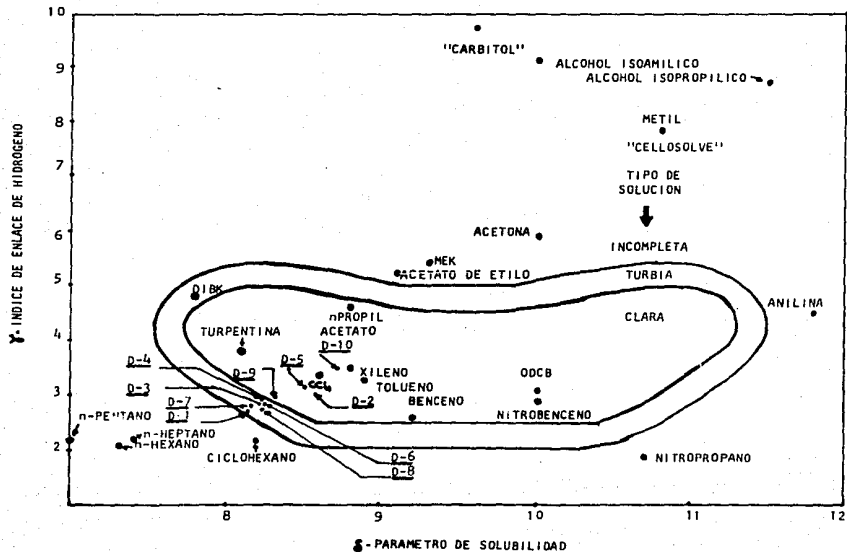 10
"CARBITOL"
ALCOHOL ISOAMILICO
ALCOHOL ISOPROPILICO
9
METIL
8
"CELLOSOLVE"
7
TIPO DE
SOLUCION
6
ACETONA
INCOMPLETA
MEK
ACETATO DE ETILO
TURBIA
5
DIBK
ANILINA
nPROPIL
ACETATO
CLARA
4
TURPENTINA
D-10
D-4
D-9
D-5
XILENO
ODCB
D-3
CCL4
TOLUENO
3
D-7
D-2
BENCENO
n-PENTANO
D-1
NITROBENCENO
n-HEPTANO
2
n-HEXANO
CICLOHEXANO
D-6
NITROPROPANO
D-8
8
9
10
11
12
γ-INDICE DE ENLACE DE HIDROGENO
δ-PARAMETRO DE SOLUBILIDAD